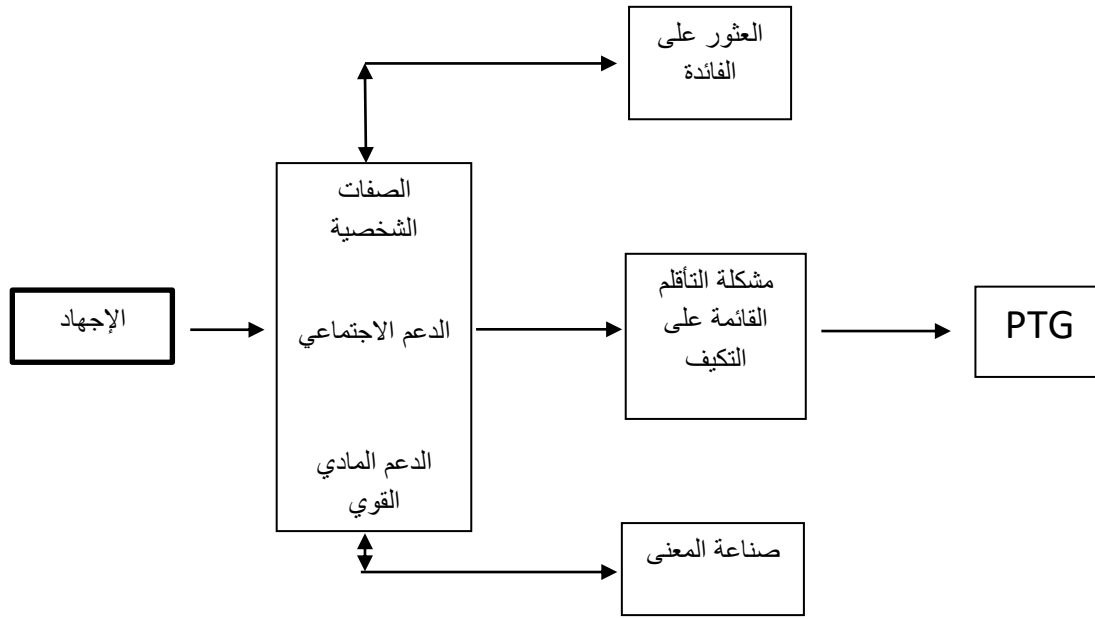 العثور على
الفائدة
الصفات
الشخصية
مشكلة التأقلم
القائمة على
التكيف
الإجهاد
الدعم الاجتماعي
PTG
الدعم المادي
القوي
صناعة المعنى